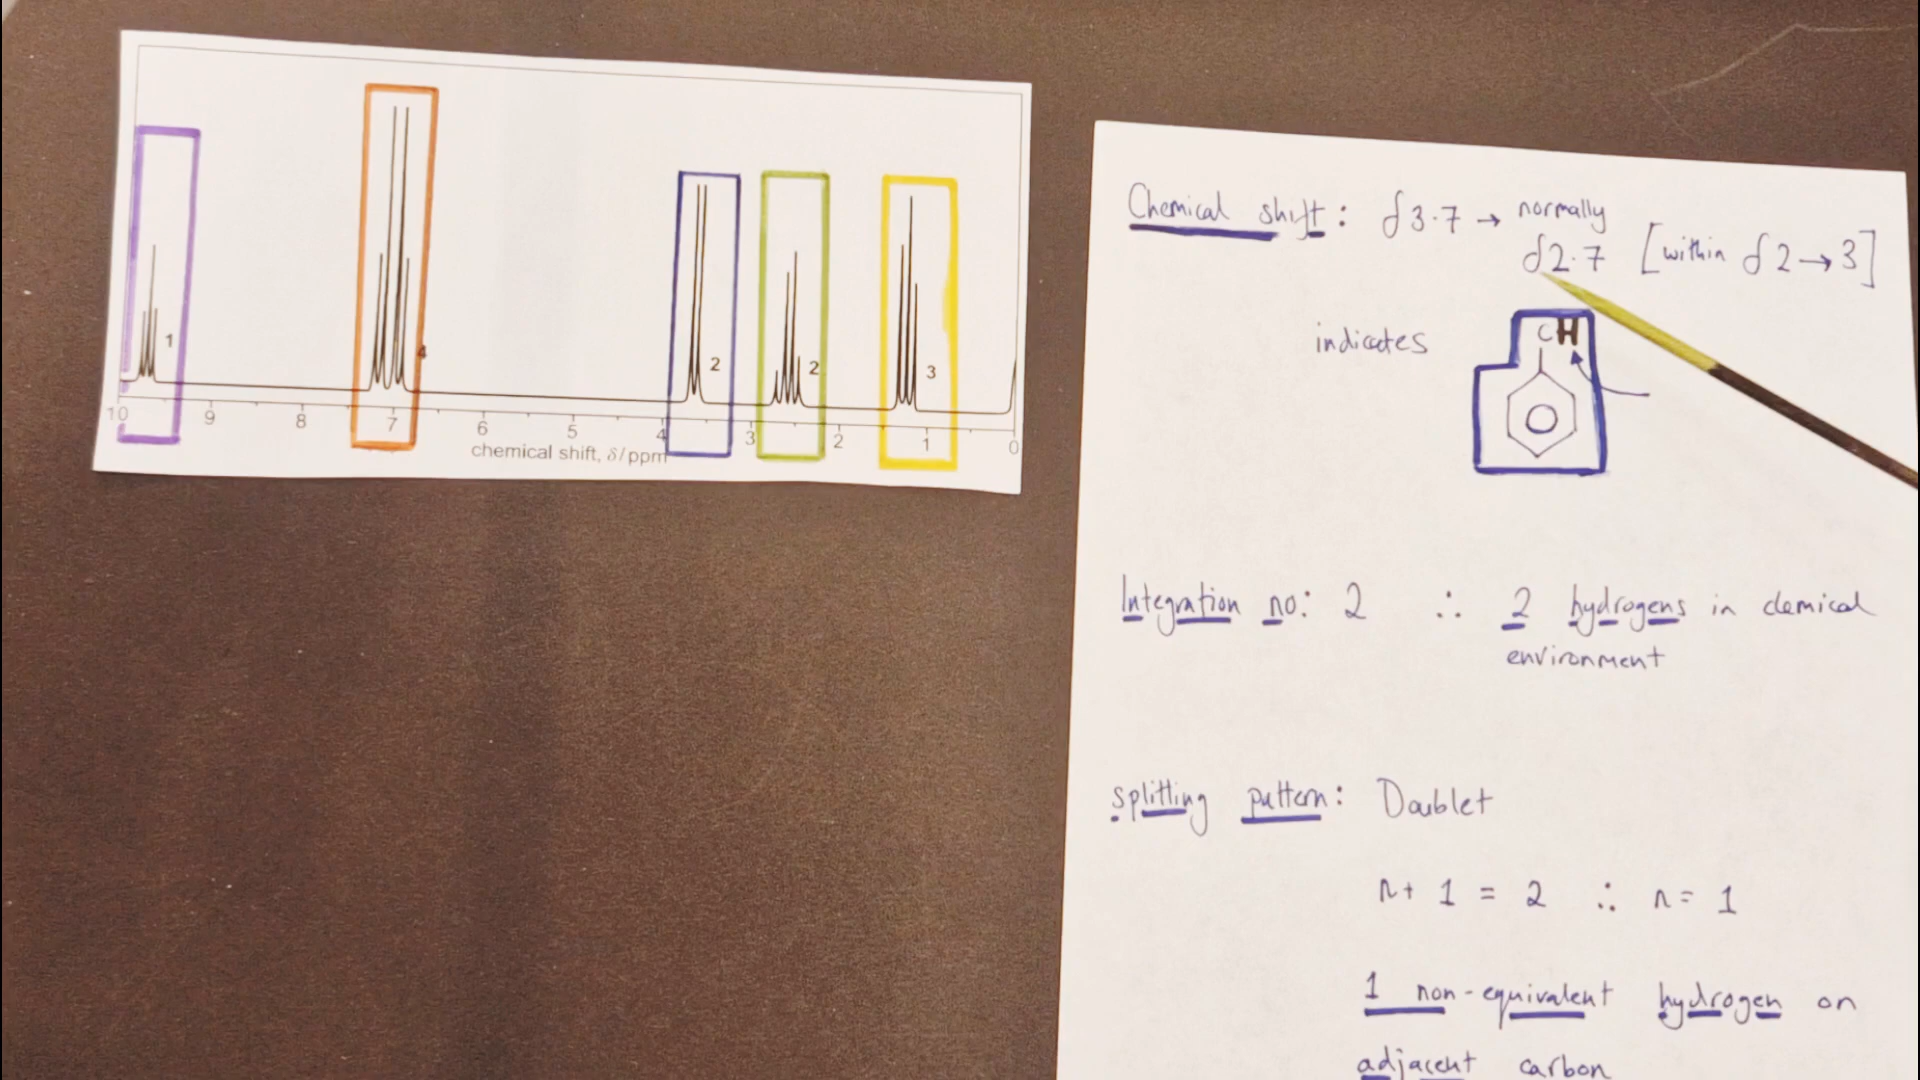 1
4
2
2
3
10 9 8 7 6 5 4 3 2 1 0
chemical shift, δ/ppm
Chemical shift: δ3.7 → normally
δ2.7 [within δ2→3]
indicates
CH
Integration no: 2 ∴ 2 hydrogens in chemical
environment
splitting pattern: Doublet
n+ 1 = 2 ∴ n= 1
1 non-equivalent hydrogen on
adjacent carbon